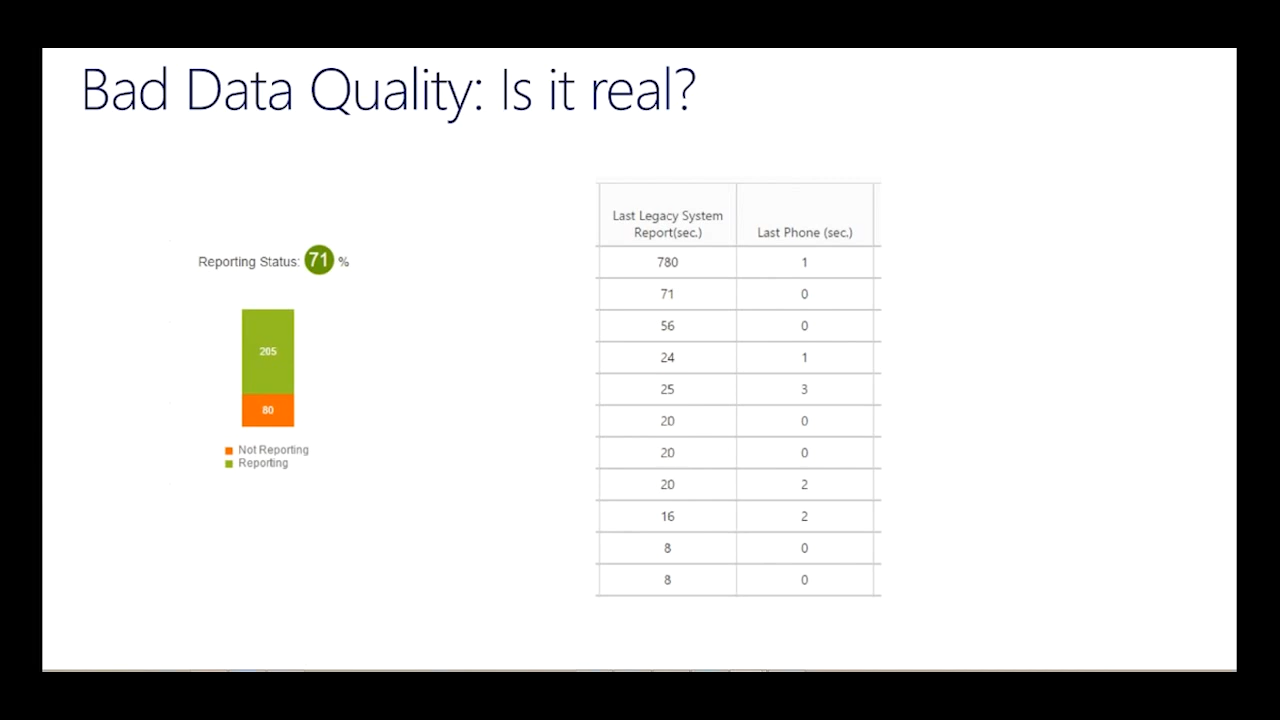 Bad Data Quality: Is it real?
Reporting Status: 71 %
205
80
Not Reporting
Reporting
Last Legacy System Report(sec.) Last Phone (sec.)
780 1
71 0
56 0
24 1
25 3
20 0
20 0
20 2
16 2
8 0
8 0